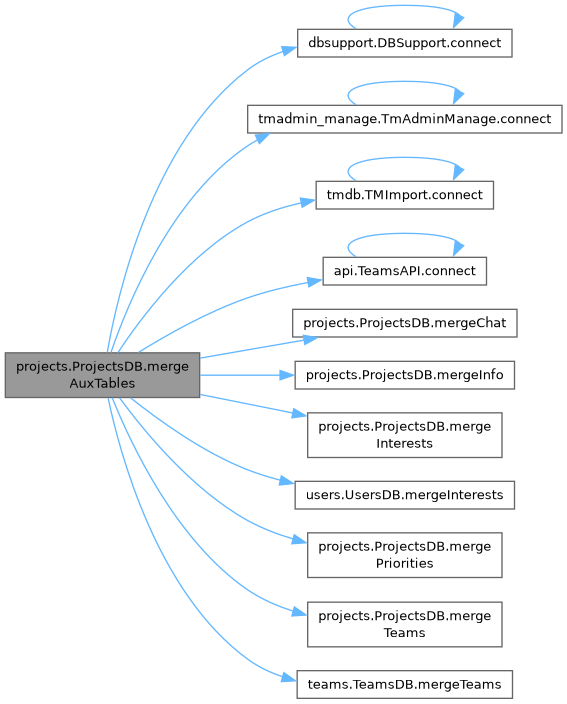 projects.ProjectsDB.merge
AuxTables
dbsupport.DBSupport.connect
tmadmin_manage.TmAdminManage.connect
tmdb.TMImport.connect
api.TeamsAPI.connect
projects.ProjectsDB.mergeChat
projects.ProjectsDB.mergeInfo
projects.ProjectsDB.merge
Interests
users.UsersDB.mergeInterests
projects.ProjectsDB.merge
Priorities
projects.ProjectsDB.merge
Teams
teams.TeamsDB.mergeTeams